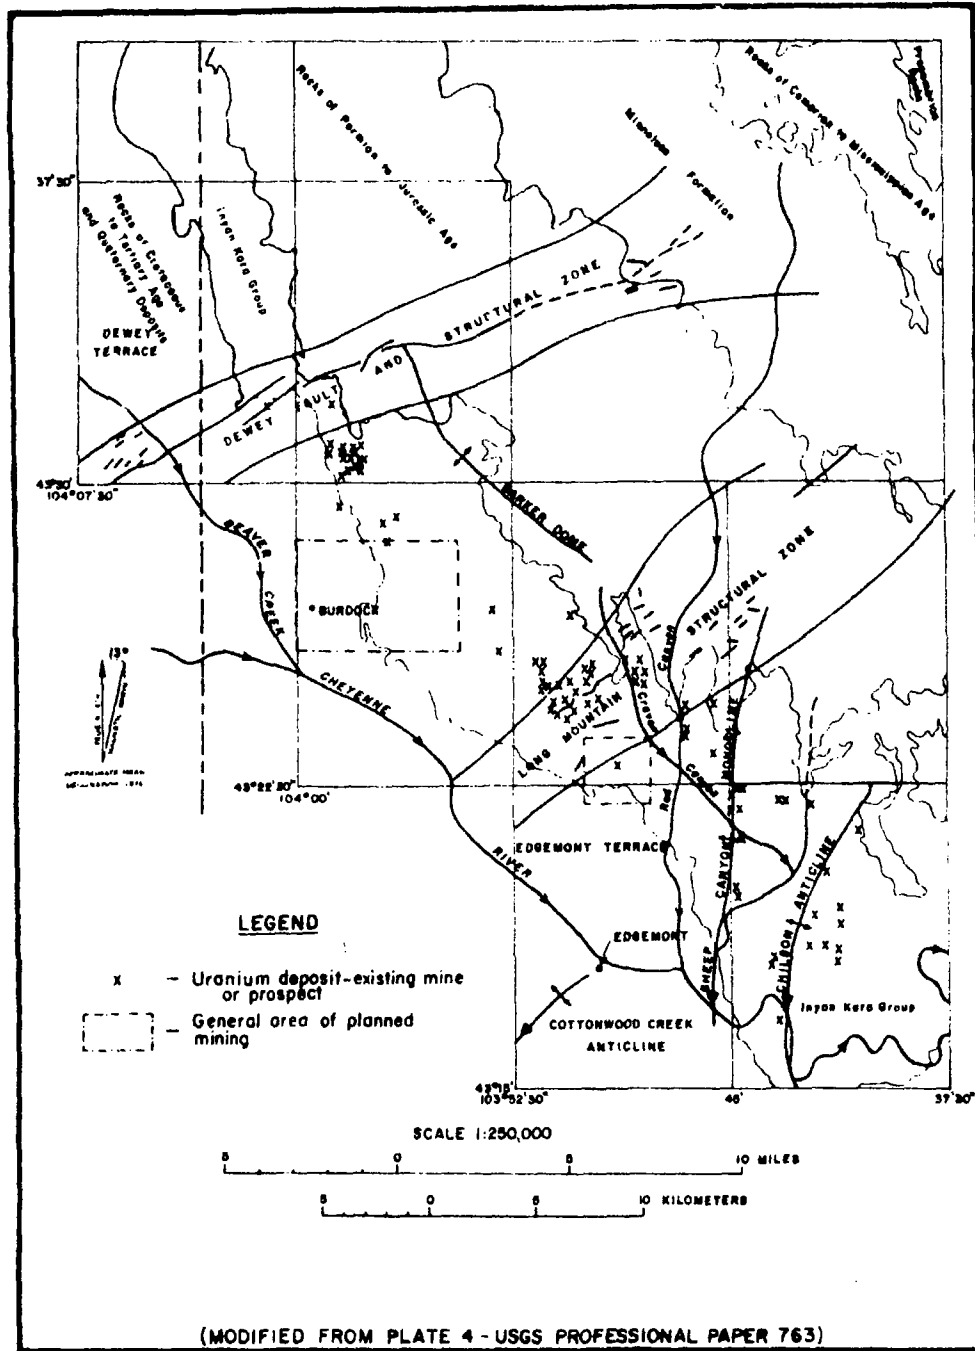 Rocks of Permian to Jurassic Age
Minnelusa
Formation
Rocks of Cambrian to Mississippian Age
37'30"
Rocks of Cretaceous
to Tertiary Age
and Quaternary Deposits
Inyan Kara Group
DEWEY
TERRACE
DEWEY
AND
STRUCTURAL ZONE
43°30'
104°07'30"
BARKER DOME
BEAVER
CREEK
BURDOCK
STRUCTURAL ZONE
13°
CHEYENNE
Canyon
LONG MOUNTAIN
Craven
Canyon
Red
MONOCLINE
43°22'30"
104°00'
RIVER
EDGEMONT TERRACE
CANYON
SHEEP
CHILSON ANTICLINE
EDGEMONT
LEGEND
x – Uranium deposit-existing mine
or prospect
– General area of planned
mining
Inyan Kara Group
COTTONWOOD CREEK
ANTICLINE
43°15'
103°52'30"
45'
37'30"
SCALE 1:250,000
5 0 5 10 MILES
5 0 5 10 KILOMETERS
(MODIFIED FROM PLATE 4 - USGS PROFESSIONAL PAPER 763)